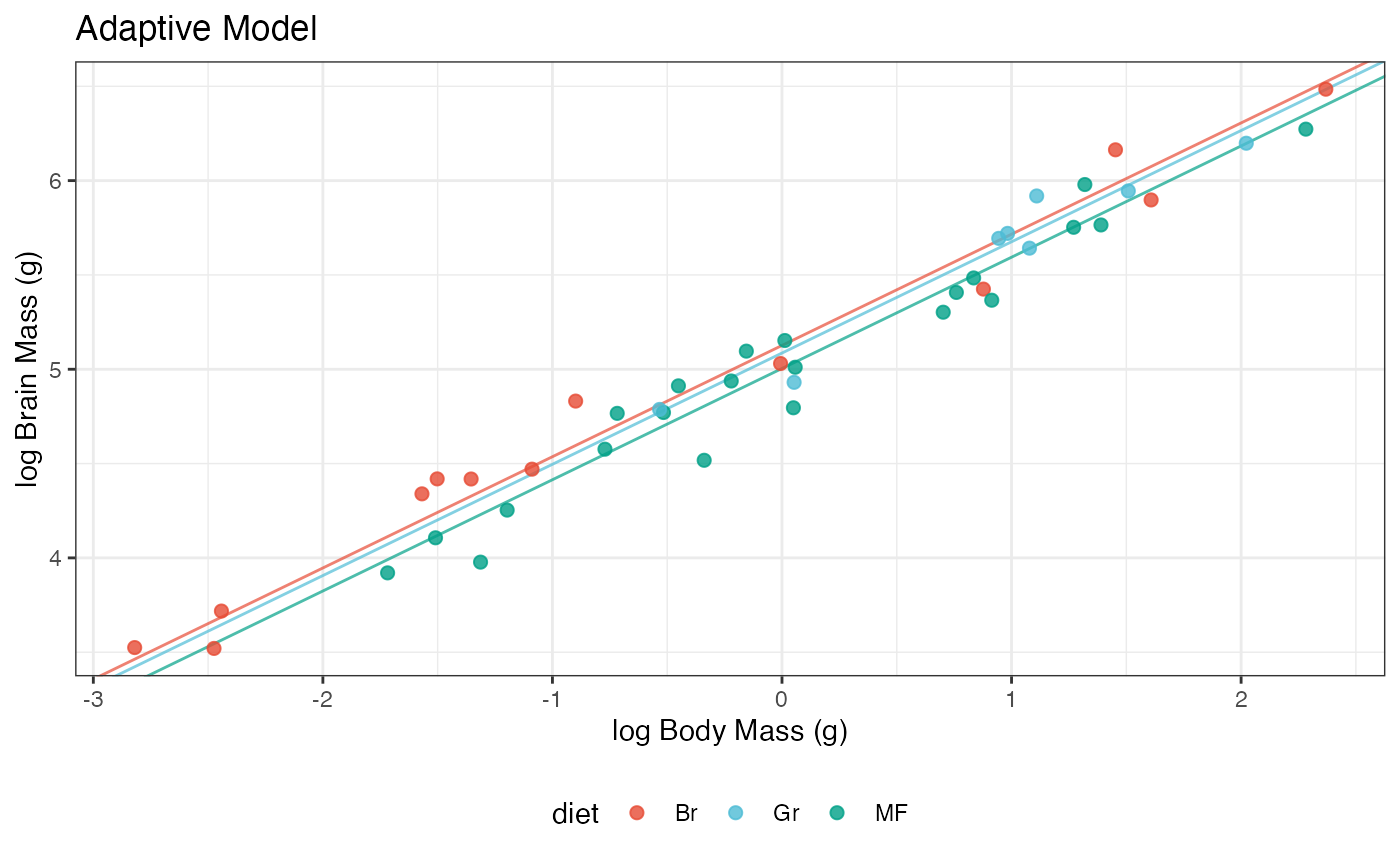 Adaptive Model
log Brain Mass (g)
6
5
4
-3 -2 -1 0 1 2
log Body Mass (g)
diet Br Gr MF